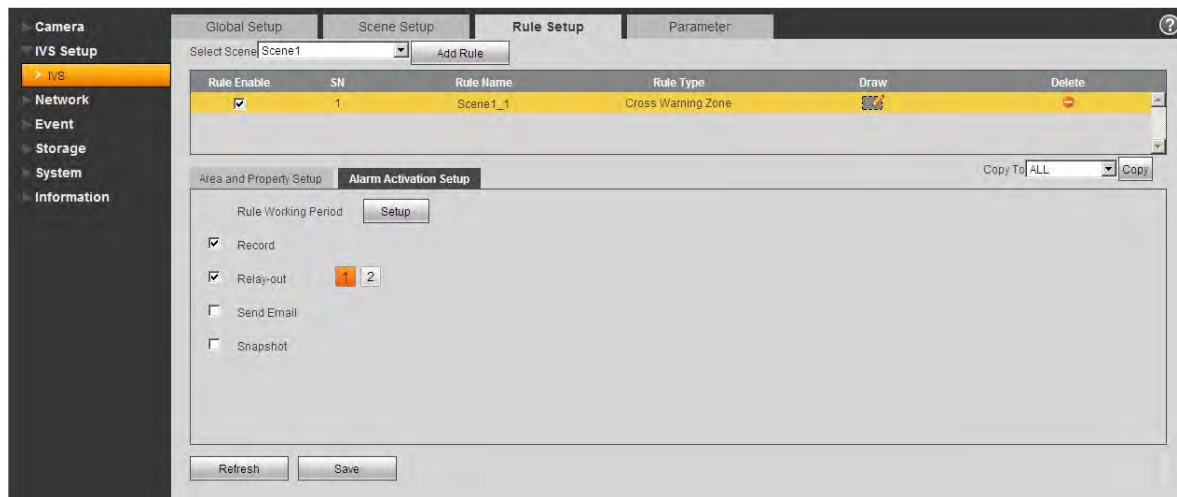 Camera
IVS Setup
IVS
Network
Event
Storage
System
Information
Global Setup Scene Setup Rule Setup Parameter
?
Select Scene Scene1 Add Rule
Rule Enable SN Rule Name Rule Type Draw Delete
1 Scene1_1 Cross Warning Zone
Copy To ALL Copy
Area and Property Setup Alarm Activation Setup
Rule Working Period Setup
Record
Relay-out 1 2
Send Email
Snapshot
Refresh Save